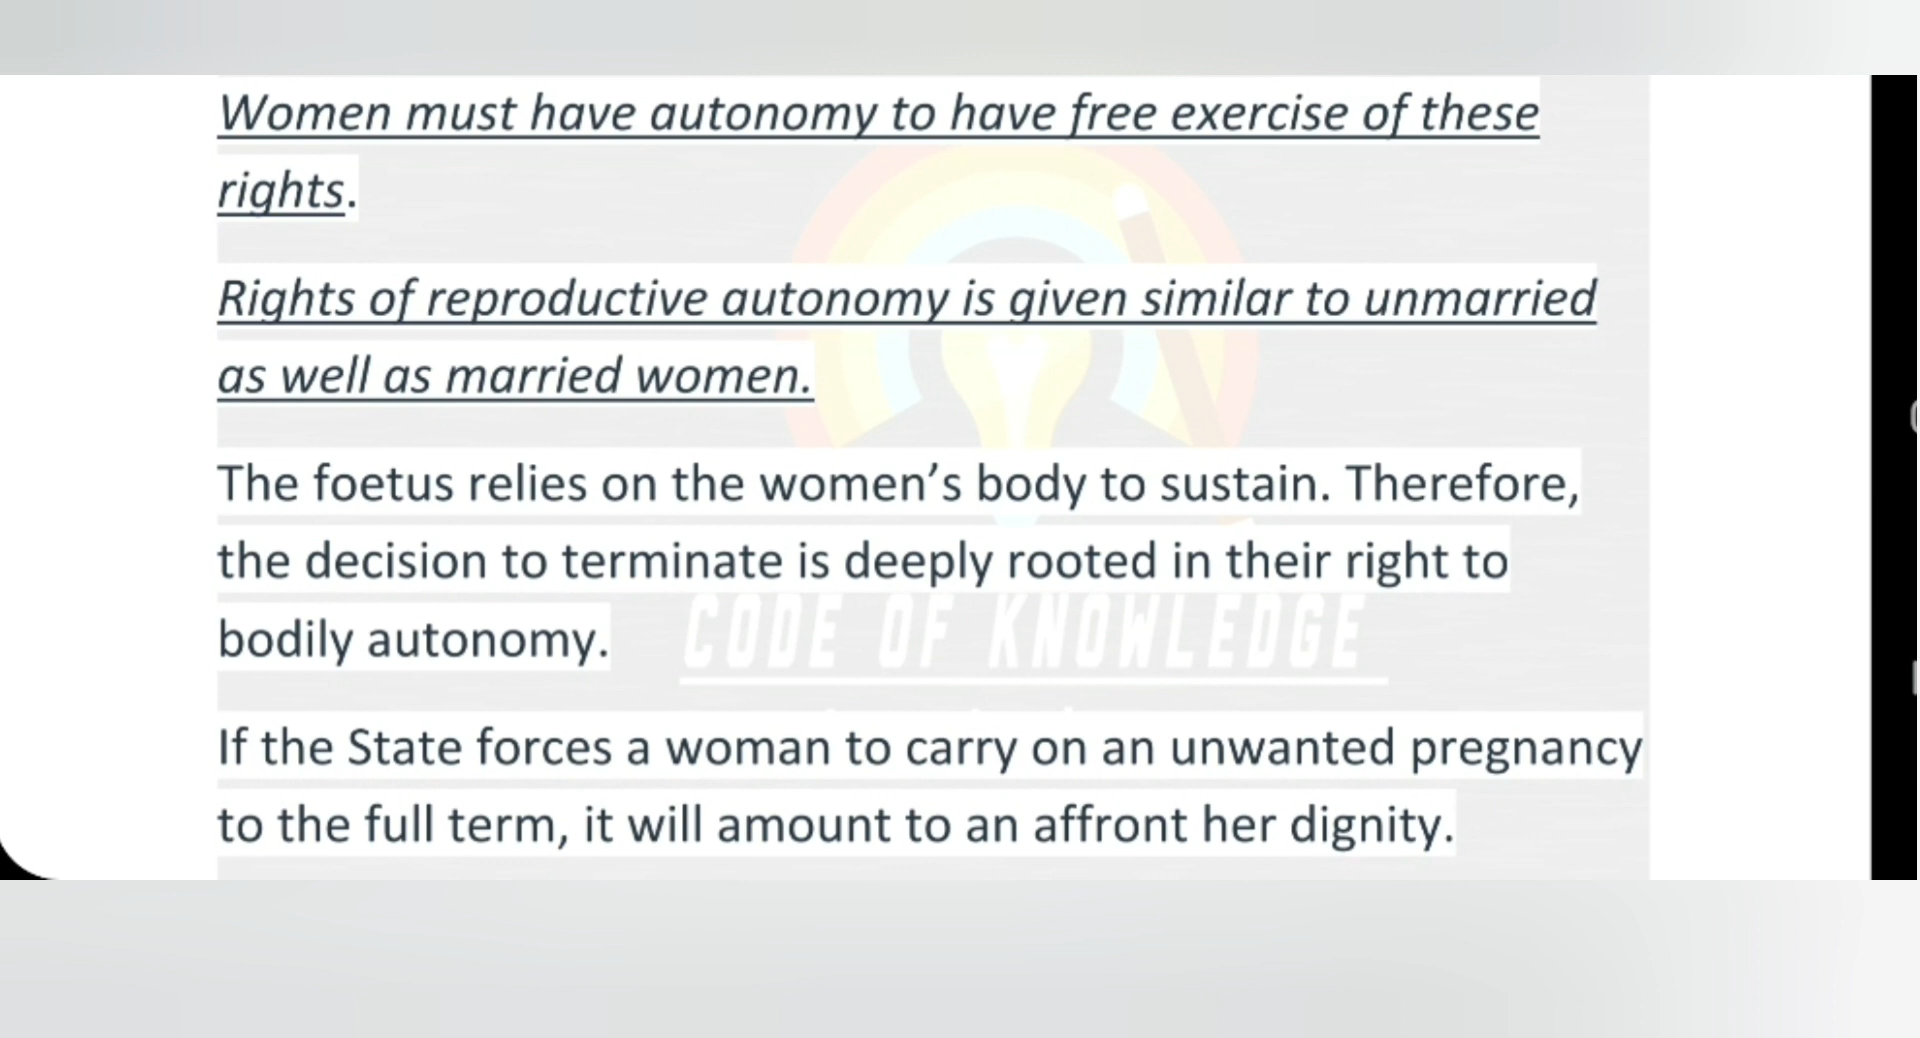 Women must have autonomy to have free exercise of these
rights.
Rights of reproductive autonomy is given similar to unmarried
as well as married women.
The foetus relies on the women’s body to sustain. Therefore,
the decision to terminate is deeply rooted in their right to
bodily autonomy.
CODE OF KNOWLEDGE
If the State forces a woman to carry on an unwanted pregnancy
to the full term, it will amount to an affront her dignity.